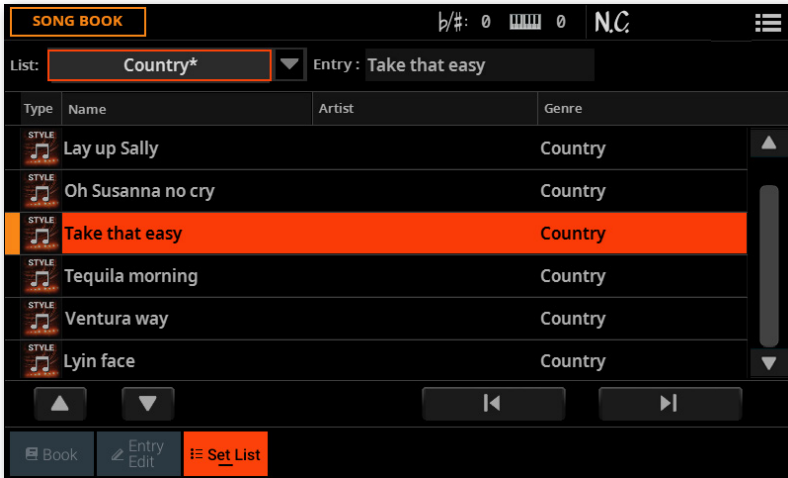 SONG BOOK ♭/#: 0 0 N.C.
List: Country* Entry : Take that easy
Type Name Artist Genre
STYLE Lay up Sally Country
STYLE Oh Susanna no cry Country
STYLE Take that easy Country
STYLE Tequila morning Country
STYLE Ventura way Country
STYLE Lyin face Country
Book Entry Edit Set List